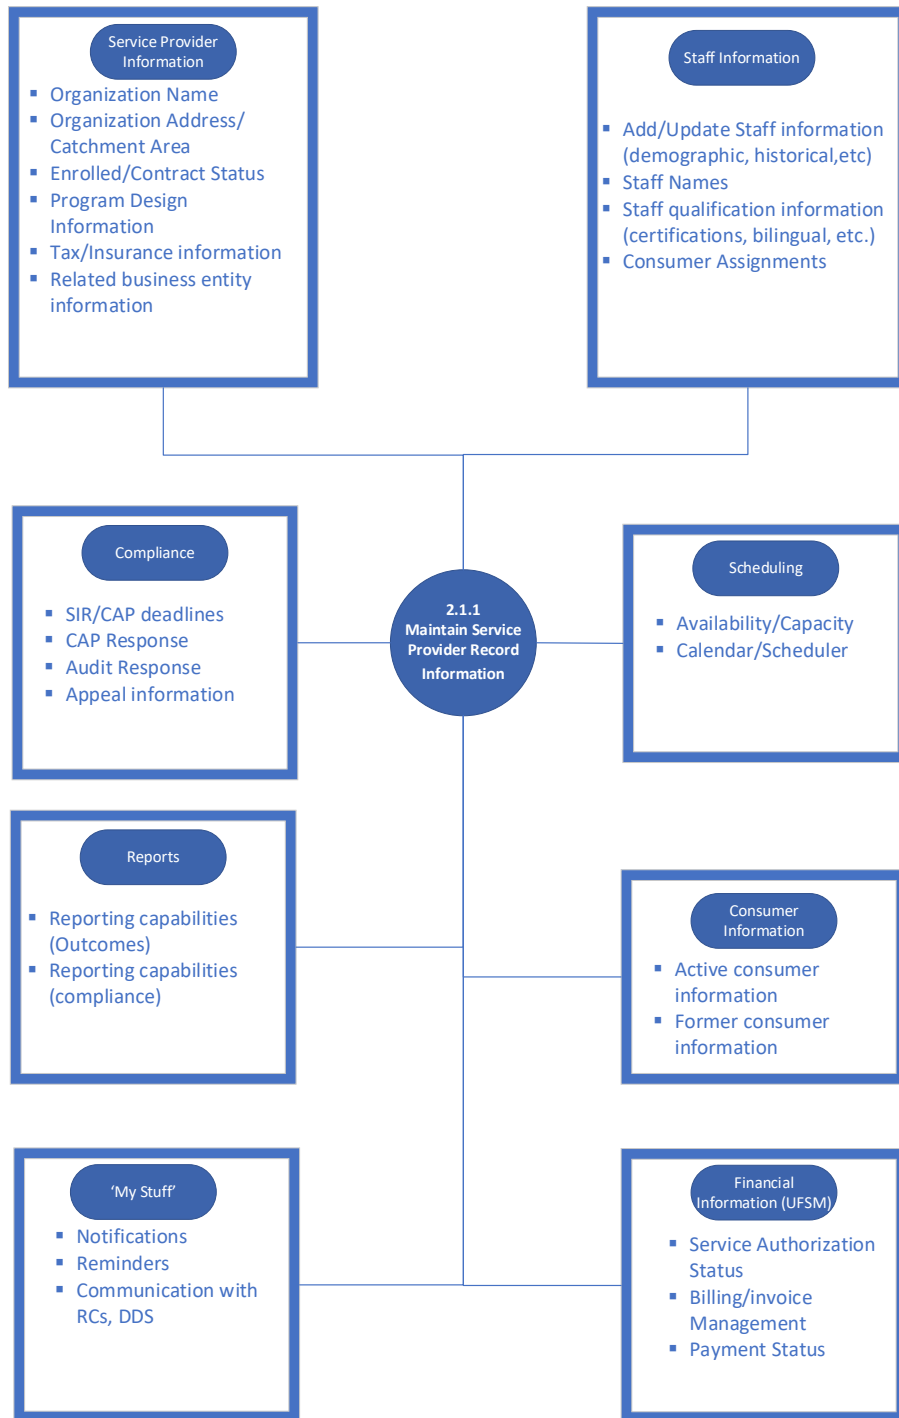 Service Provider
Information
▪ Organization Name
▪ Organization Address/
Catchment Area
▪ Enrolled/Contract Status
▪ Program Design
Information
▪ Tax/Insurance information
▪ Related business entity
information
Staff Information
▪ Add/Update Staff information
(demographic, historical,etc)
▪ Staff Names
▪ Staff qualification information
(certifications, bilingual, etc.)
▪ Consumer Assignments
Compliance
▪ SIR/CAP deadlines
▪ CAP Response
▪ Audit Response
▪ Appeal information
2.1.1
Maintain Service
Provider Record
Information
Scheduling
▪ Availability/Capacity
▪ Calendar/Scheduler
Reports
▪ Reporting capabilities
(Outcomes)
▪ Reporting capabilities
(compliance)
Consumer
Information
▪ Active consumer
information
▪ Former consumer
information
‘My Stuff’
▪ Notifications
▪ Reminders
▪ Communication with
RCs, DDS
Financial
Information (UFSM)
▪ Service Authorization
Status
▪ Billing/invoice
Management
▪ Payment Status